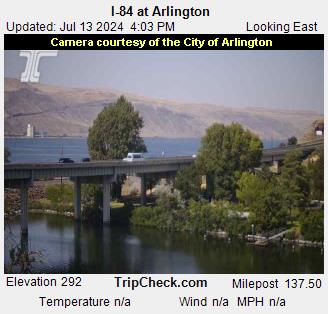 I-84 at Arlington
Updated: Jul 13 2024 4:03 PM Looking East
Camera courtesy of the City of Arlington
Elevation 292 TripCheck.com Milepost 137.50
Temperature n/a Wind n/a MPH n/a